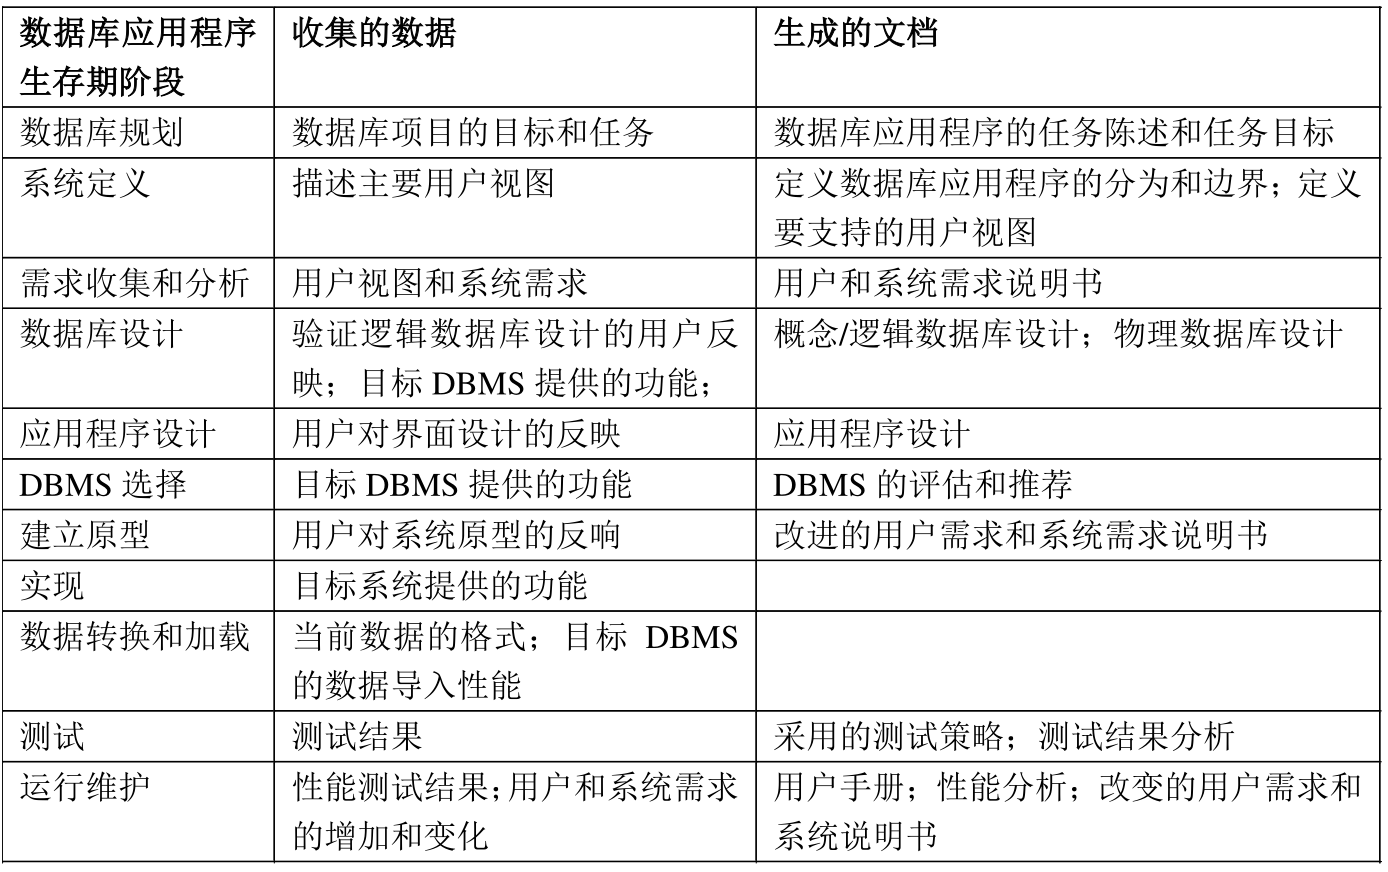 数据库应用程序 收集的数据 生成的文档
生存期阶段
数据库规划 数据库项目的目标和任务 数据库应用程序的任务陈述和任务目标
系统定义 描述主要用户视图 定义数据库应用程序的分为和边界；定义
要支持的用户视图
需求收集和分析 用户视图和系统需求 用户和系统需求说明书
数据库设计 验证逻辑数据库设计的用户反 概念/逻辑数据库设计；物理数据库设计
映；目标 DBMS 提供的功能；
应用程序设计 用户对界面设计的反映 应用程序设计
DBMS 选择 目标 DBMS 提供的功能 DBMS 的评估和推荐
建立原型 用户对系统原型的反响 改进的用户需求和系统需求说明书
实现 目标系统提供的功能
数据转换和加载 当前数据的格式；目标 DBMS
的数据导入性能
测试 测试结果 采用的测试策略；测试结果分析
运行维护 性能测试结果；用户和系统需求 用户手册；性能分析；改变的用户需求和
的增加和变化 系统说明书